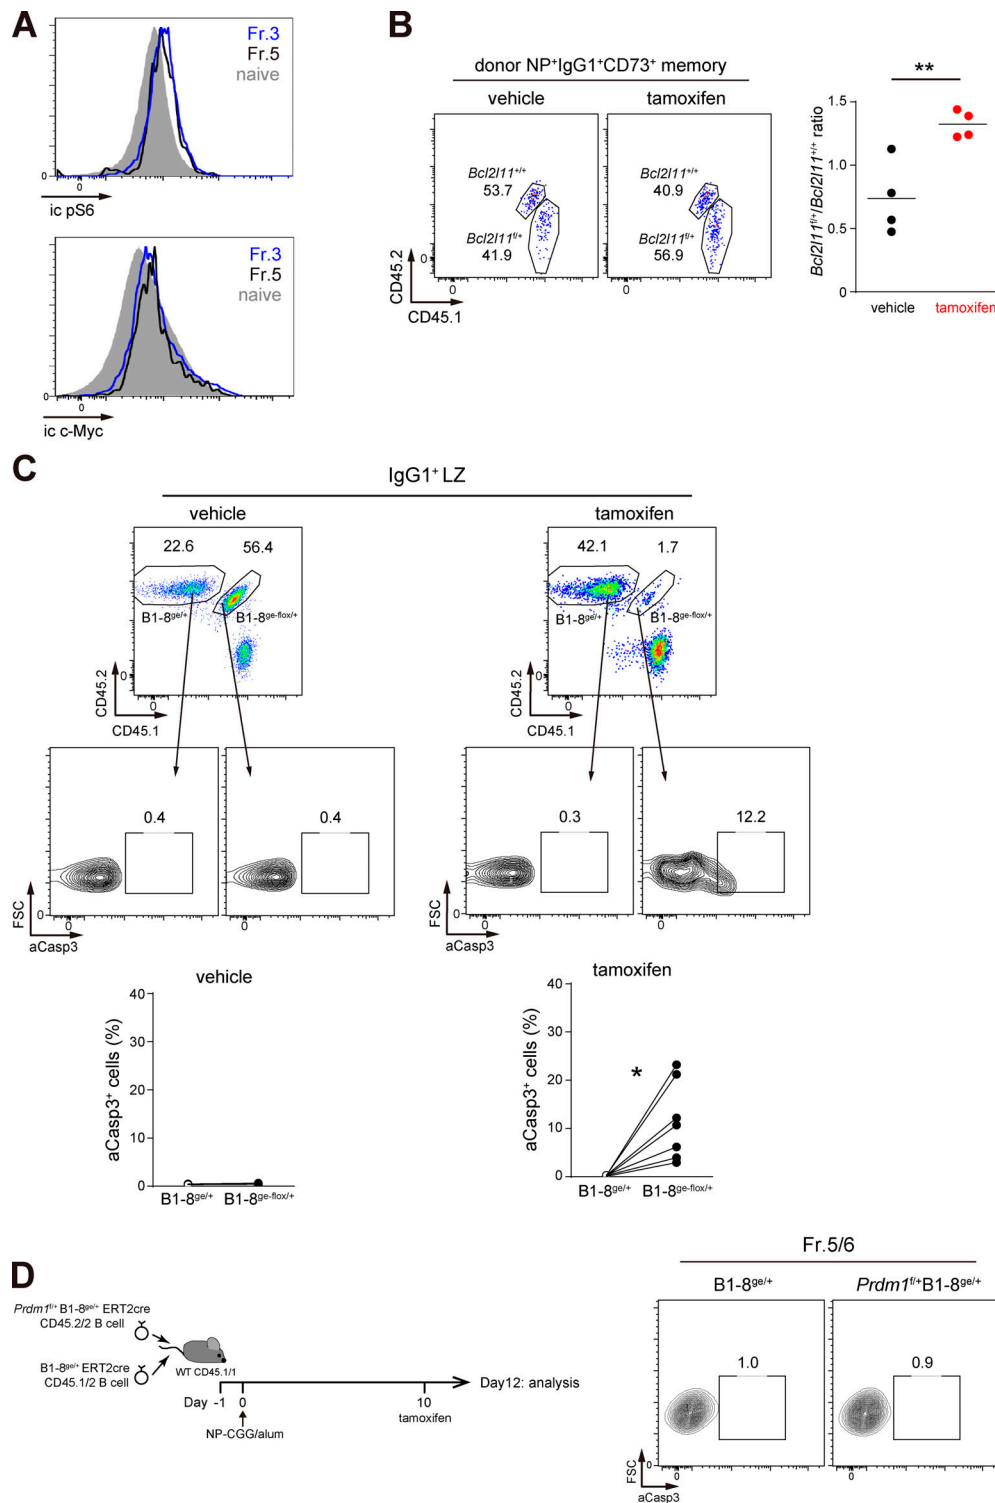 A
Fr.3
Fr.5
naive
0
0
ic pS6
Fr.3
Fr.5
naive
0
0
ic c-Myc
B
donor NP⁺IgG1⁺CD73⁺ memory
vehicle
tamoxifen
Bcl2l11⁺/⁺
53.7
Bcl2l11ᶠ/⁺
41.9
Bcl2l11⁺/⁺
40.9
Bcl2l11ᶠ/⁺
56.9
0
0
0
CD45.2
CD45.1
**
Bcl2l11ᶠ/⁺/Bcl2l11⁺/⁺ ratio
1.5
1.0
0.5
0
vehicle
tamoxifen
C
IgG1⁺ LZ
vehicle
tamoxifen
22.6
56.4
B1-8ᵍᵉ/⁺
B1-8ᵍᵉ⁻ᶠˡᵒˣ/⁺
42.1
1.7
B1-8ᵍᵉ/⁺
B1-8ᵍᵉ⁻ᶠˡᵒˣ/⁺
0
0
CD45.2
CD45.1
0
0
CD45.2
CD45.1
0.4
0.4
0.3
12.2
0
0
0
FSC
aCasp3
0
0
0
FSC
aCasp3
vehicle
aCasp3⁺ cells (%)
40
30
20
10
0
B1-8ᵍᵉ/⁺
B1-8ᵍᵉ⁻ᶠˡᵒˣ/⁺
tamoxifen
aCasp3⁺ cells (%)
40
30
20
10
0
*
B1-8ᵍᵉ/⁺
B1-8ᵍᵉ⁻ᶠˡᵒˣ/⁺
D
Prdm1ᶠ/⁺ B1-8ᵍᵉ/⁺ ERT2cre
CD45.2/2 B cell
B1-8ᵍᵉ/⁺ ERT2cre
CD45.1/2 B cell
WT CD45.1/1
Day -1
0
10
tamoxifen
NP-CGG/alum
Day12: analysis
Fr.5/6
B1-8ᵍᵉ/⁺
Prdm1ᶠ/⁺B1-8ᵍᵉ/⁺
1.0
0.9
0
0
0
FSC
aCasp3